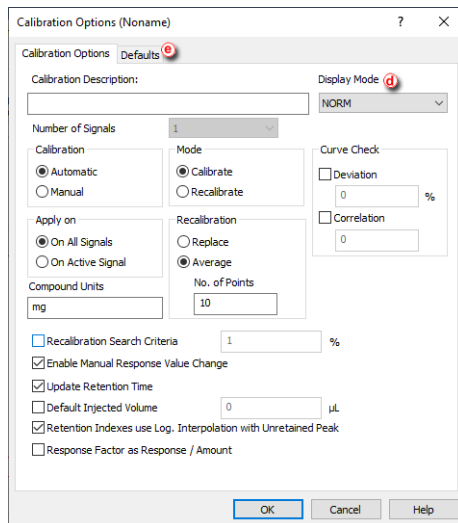 Calibration Options (Noname)
? ×
Calibration Options Defaults e
Calibration Description: Display Mode d
NORM
Number of Signals 1
Calibration Mode Curve Check
Automatic Calibrate Deviation
Manual Recalibrate 0 %
Apply on Recalibration Correlation
On All Signals Replace 0
On Active Signal Average
Compound Units No. of Points
mg 10
Recalibration Search Criteria 1 %
Enable Manual Response Value Change
Update Retention Time
Default Injected Volume 0 µL
Retention Indexes use Log. Interpolation with Unretained Peak
Response Factor as Response / Amount
OK Cancel Help